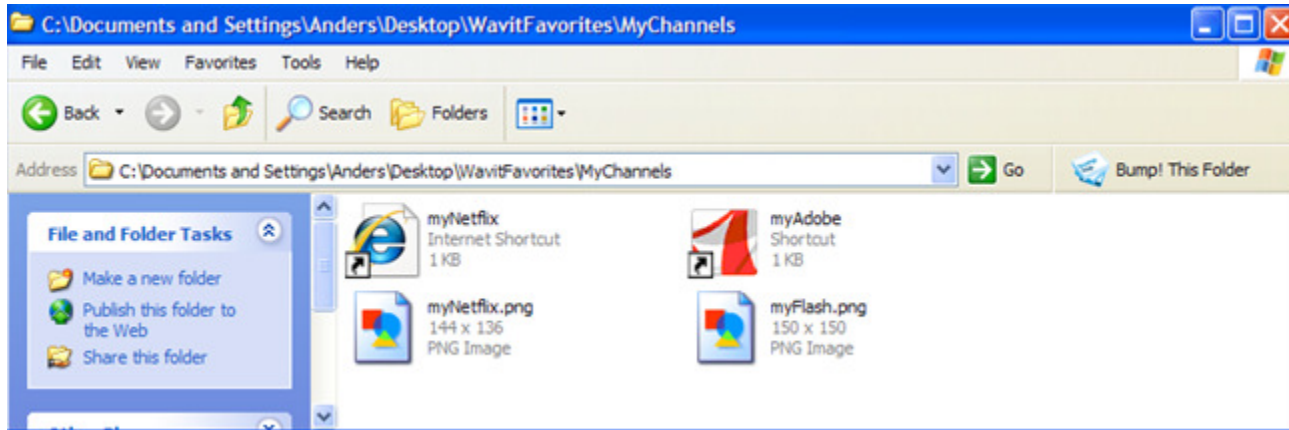 C:\Documents and Settings\Anders\Desktop\WavitFavorites\MyChannels
File Edit View Favorites Tools Help
Back Search Folders
Address C:\Documents and Settings\Anders\Desktop\WavitFavorites\MyChannels Go Bump! This Folder
File and Folder Tasks
Make a new folder
Publish this folder to
the Web
Share this folder
myNetflix
Internet Shortcut
1 KB
myAdobe
Shortcut
1 KB
myNetflix.png
144 x 136
PNG Image
myFlash.png
150 x 150
PNG Image